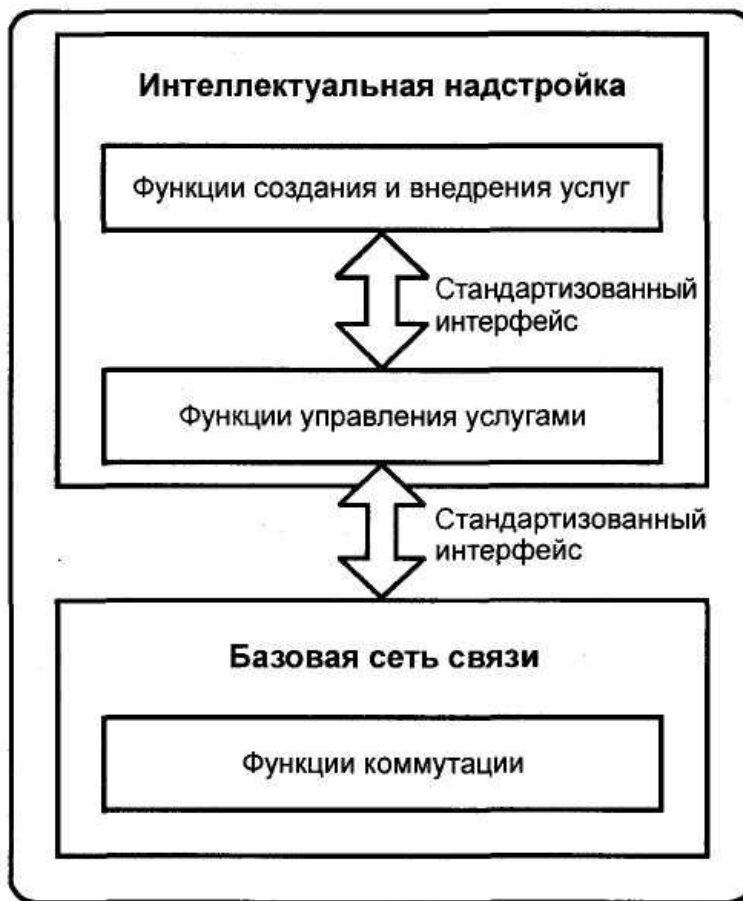 Интеллектуальная надстройка
Функции создания и внедрения услуг
Стандартизованный
интерфейс
Функции управления услугами
Стандартизованный
интерфейс
Базовая сеть связи
Функции коммутации